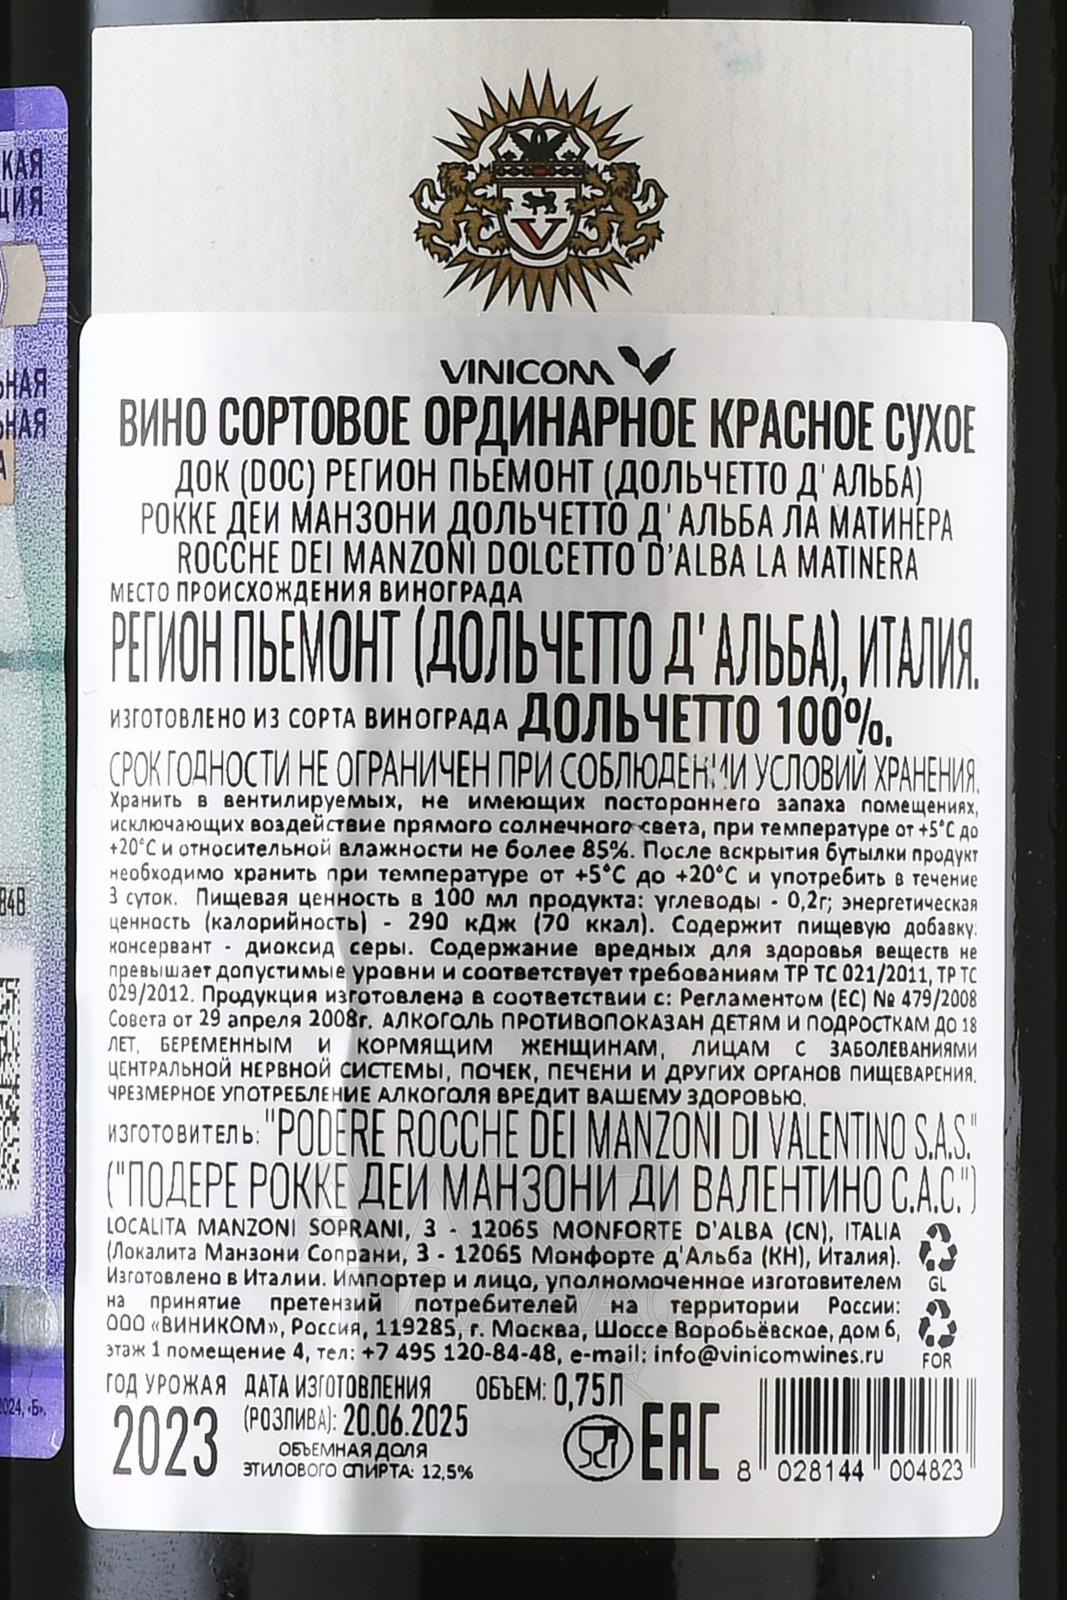 КАЯ
ЦИЯ
ЬНАЯ
ЬНАЯ
А
848
2024, «Б».
V
VINICOM
ВИНО СОРТОВОЕ ОРДИНАРНОЕ КРАСНОЕ СУХОЕ
ДОК (DOC) РЕГИОН ПЬЕМОНТ (ДОЛЬЧЕТТО Д'АЛЬБА)
РОККЕ ДЕИ МАНЗОНИ ДОЛЬЧЕТТО Д'АЛЬБА ЛА МАТИНЕРА
ROCCHE DEI MANZONI DOLCETTO D'ALBA LA MATINERA
МЕСТО ПРОИСХОЖДЕНИЯ ВИНОГРАДА
РЕГИОН ПЬЕМОНТ (ДОЛЬЧЕТТО Д'АЛЬБА), ИТАЛИЯ.
ИЗГОТОВЛЕНО ИЗ СОРТА ВИНОГРАДА ДОЛЬЧЕТТО 100%.
СРОК ГОДНОСТИ НЕ ОГРАНИЧЕН ПРИ СОБЛЮДЕНИИ УСЛОВИЙ ХРАНЕНИЯ.
Хранить в вентилируемых, не имеющих постороннего запаха помещениях,
исключающих воздействие прямого солнечного света, при температуре от +5°C до
+20°C и относительной влажности не более 85%. После вскрытия бутылки продукт
необходимо хранить при температуре от +5°C до +20°C и употребить в течение
3 суток. Пищевая ценность в 100 мл продукта: углеводы - 0,2г; энергетическая
ценность (калорийность) - 290 кДж (70 ккал). Содержит пищевую добавку:
консервант - диоксид серы. Содержание вредных для здоровья веществ не
превышает допустимые уровни и соответствует требованиям ТР ТС 021/2011, ТР ТС
029/2012. Продукция изготовлена в соответствии с: Регламентом (ЕС) № 479/2008
Совета от 29 апреля 2008г. АЛКОГОЛЬ ПРОТИВОПОКАЗАН ДЕТЯМ И ПОДРОСТКАМ ДО 18
ЛЕТ, БЕРЕМЕННЫМ И КОРМЯЩИМ ЖЕНЩИНАМ, ЛИЦАМ С ЗАБОЛЕВАНИЯМИ
ЦЕНТРАЛЬНОЙ НЕРВНОЙ СИСТЕМЫ, ПОЧЕК, ПЕЧЕНИ И ДРУГИХ ОРГАНОВ ПИЩЕВАРЕНИЯ.
ЧРЕЗМЕРНОЕ УПОТРЕБЛЕНИЕ АЛКОГОЛЯ ВРЕДИТ ВАШЕМУ ЗДОРОВЬЮ.
ИЗГОТОВИТЕЛЬ: "PODERE ROCCHE DEI MANZONI DI VALENTINO S.A.S."
("ПОДЕРЕ РОККЕ ДЕИ МАНЗОНИ ДИ ВАЛЕНТИНО С.А.С.")
LOCALITA MANZONI SOPRANI, 3 - 12065 MONFORTE D'ALBA (CN), ITALIA
(Локалита Манзони Сопрани, 3 - 12065 Монфорте д'Альба (КН), Италия).
Изготовлено в Италии. Импортер и лицо, уполномоченное изготовителем
на принятие претензий потребителей на территории России:
ООО «ВИНИКОМ», Россия, 119285, г. Москва, Шоссе Воробьёвское, дом 6,
этаж 1 помещение 4, тел: +7 495 120-84-48, e-mail: info@vinicomwines.ru
GL
FOR
ГОД УРОЖАЯ ДАТА ИЗГОТОВЛЕНИЯ ОБЪЕМ: 0,75Л
2023 (РОЗЛИВА): 20.06.2025
ОБЪЕМНАЯ ДОЛЯ
ЭТИЛОВОГО СПИРТА: 12,5%
EAC
8 028144 004823